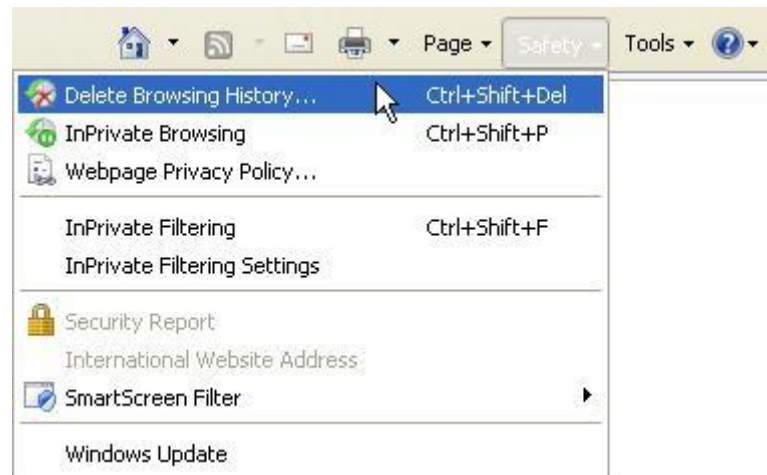 Page Safety Tools
Delete Browsing History... Ctrl+Shift+Del
InPrivate Browsing Ctrl+Shift+P
Webpage Privacy Policy...
InPrivate Filtering Ctrl+Shift+F
InPrivate Filtering Settings
Security Report
International Website Address
SmartScreen Filter
Windows Update